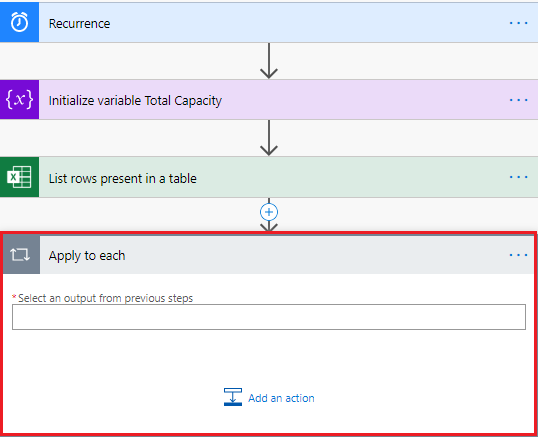 Recurrence
{x} Initialize variable Total Capacity
List rows present in a table
Apply to each
*Select an output from previous steps
Add an action